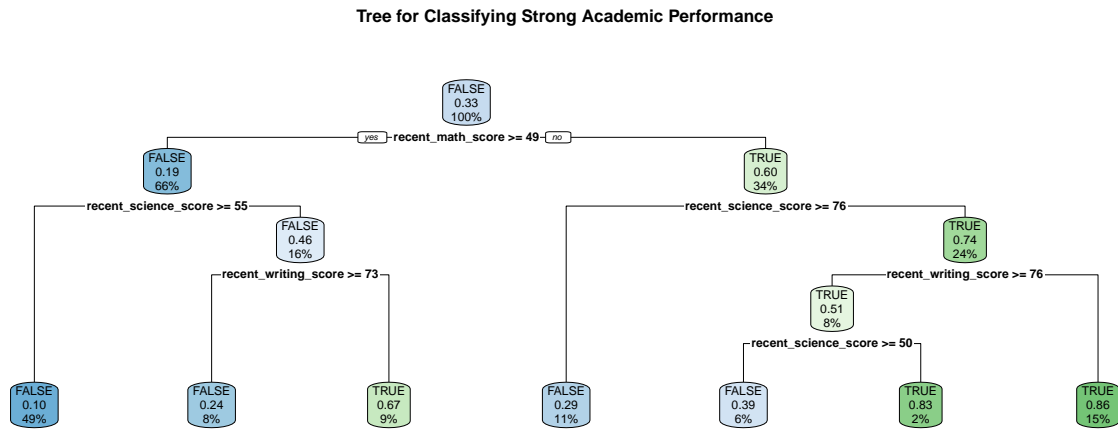 Tree for Classifying Strong Academic Performance
FALSE
0.33
100%
yes recent_math_score >= 49 no
FALSE
0.19
66%
TRUE
0.60
34%
recent_science_score >= 55
recent_science_score >= 76
FALSE
0.46
16%
TRUE
0.74
24%
recent_writing_score >= 73
recent_writing_score >= 76
TRUE
0.51
8%
recent_science_score >= 50
FALSE
0.10
49%
FALSE
0.24
8%
TRUE
0.67
9%
FALSE
0.29
11%
FALSE
0.39
6%
TRUE
0.83
2%
TRUE
0.86
15%